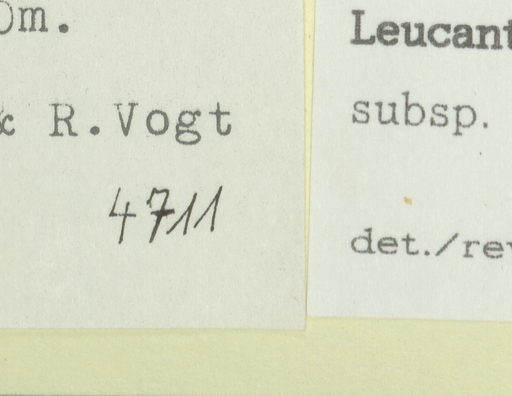 0m.
& R.Vogt
4711
Leucant
subsp.
det./rev